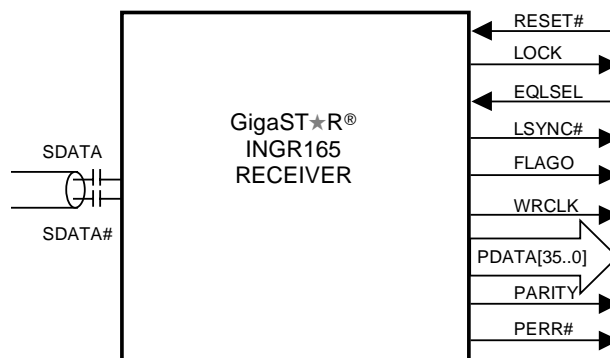 RESET#
LOCK
EQLSEL
GigaST★R®
INGR165
RECEIVER
LSYNC#
SDATA
FLAGO
WRCLK
SDATA#
PDATA[35..0]
PARITY
PERR#